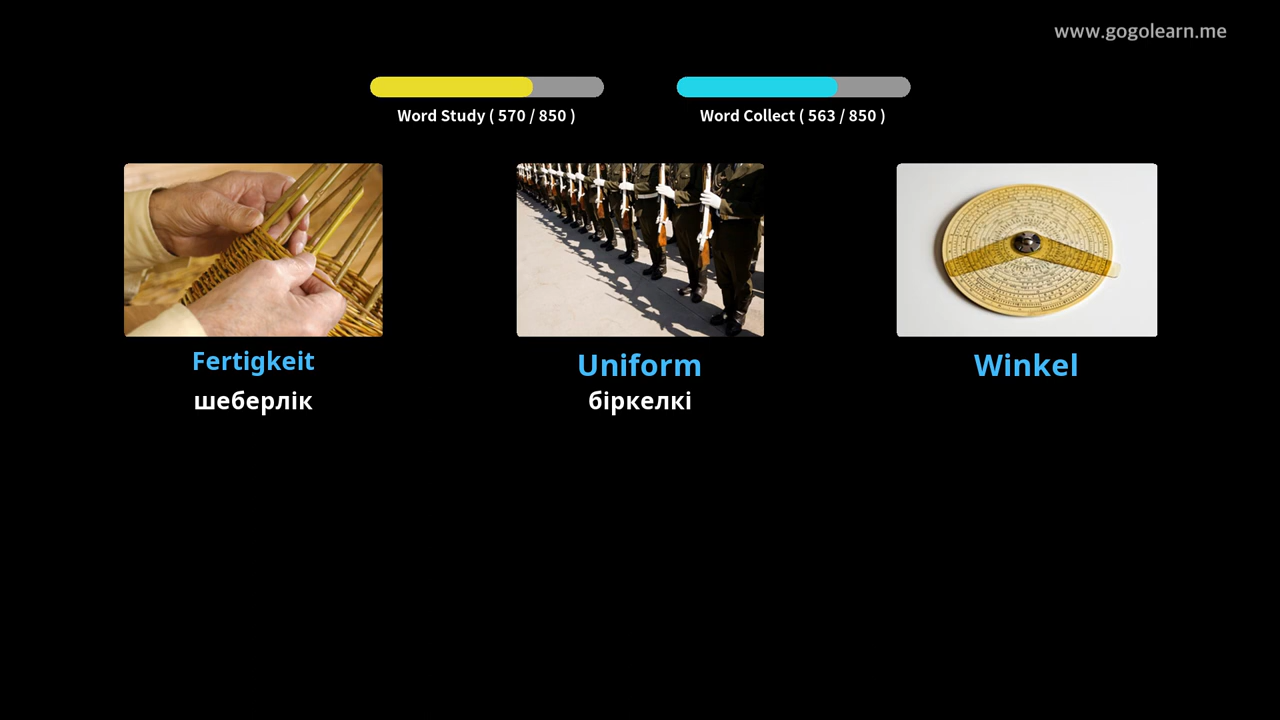 www.gogolearn.me
Word Study ( 570 / 850 )
Word Collect ( 563 / 850 )
Fertigkeit
шеберлік
Uniform
біркелкі
Winkel